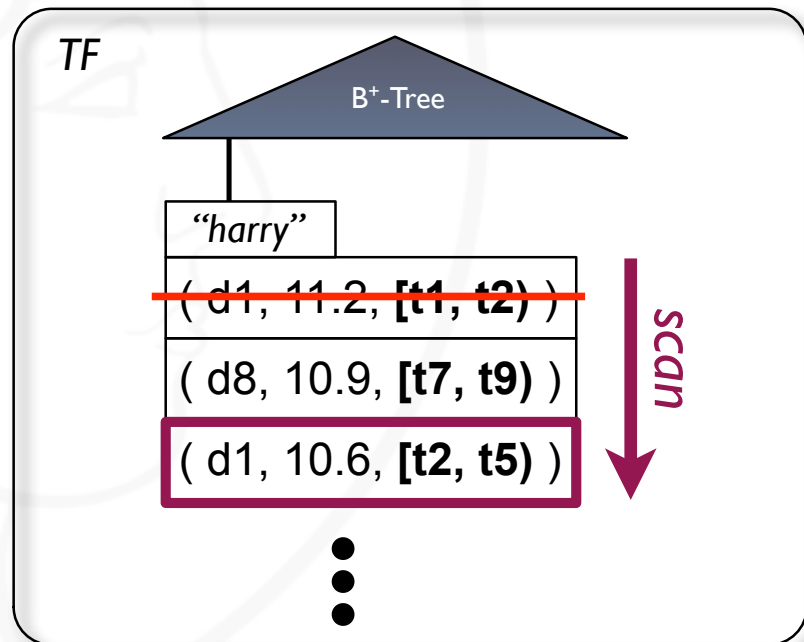 TF
B⁺-Tree
“harry”
( d1, 11.2, [t1, t2) )
( d8, 10.9, [t7, t9) )
( d1, 10.6, [t2, t5) )
scan